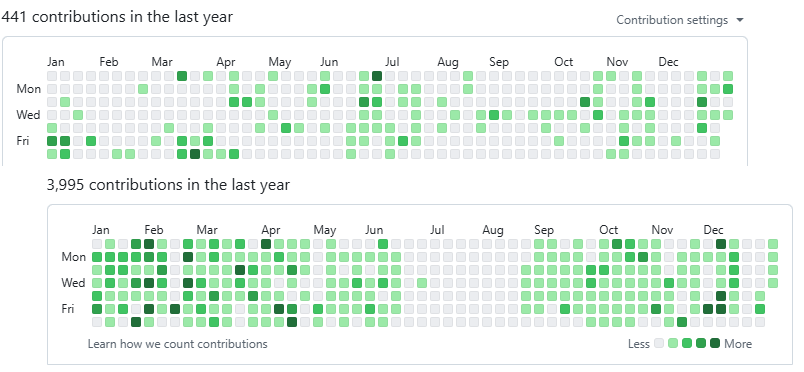 441 contributions in the last year
Contribution settings
Jan Feb Mar Apr May Jun Jul Aug Sep Oct Nov Dec
Mon
Wed
Fri
3,995 contributions in the last year
Jan Feb Mar Apr May Jun Jul Aug Sep Oct Nov Dec
Mon
Wed
Fri
Learn how we count contributions Less More